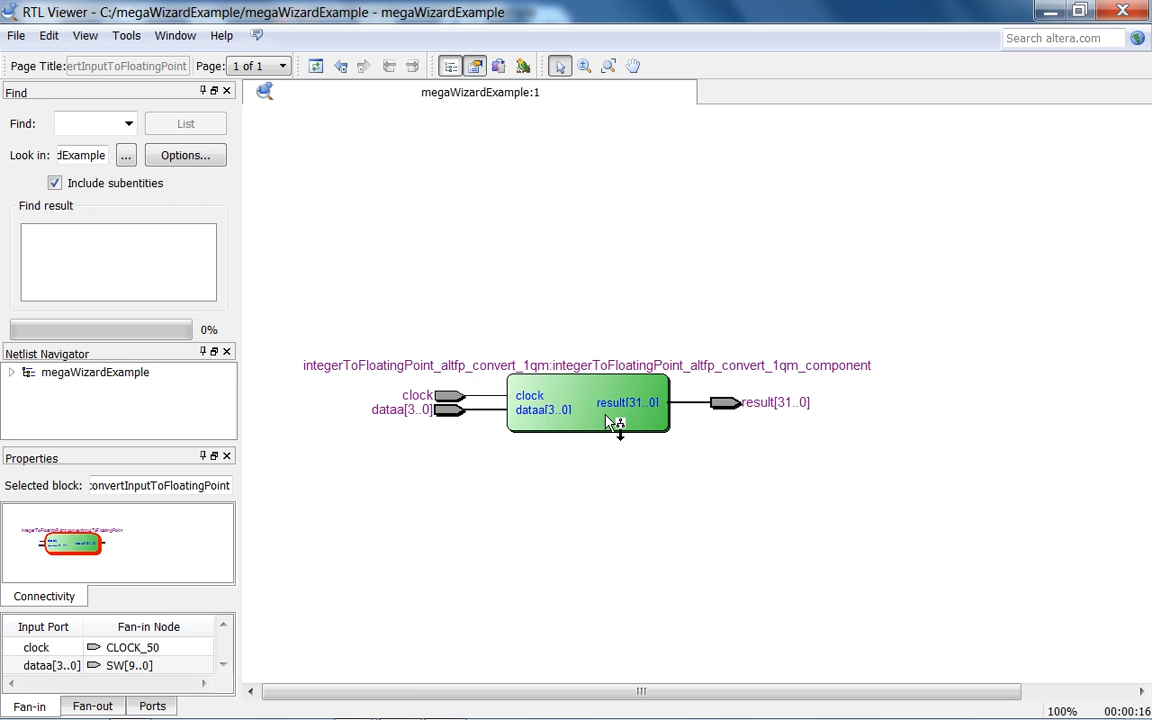 RTL Viewer - C:/megaWizardExample/megaWizardExample - megaWizardExample
File Edit View Tools Window Help
Search altera.com
Page Title: ertInputToFloatingPoint Page: 1 of 1
Find
megaWizardExample:1
Find: List
Look in: dExample ... Options...
Include subentities
Find result
0%
Netlist Navigator
megaWizardExample
integerToFloatingPoint_altfp_convert_1qm:integerToFloatingPoint_altfp_convert_1qm_component
clock clock
dataa[3..0] dataa[3..0] result[31..0] result[31..0]
Properties
Selected block: :onvertInputToFloatingPoint
Connectivity
Input Port Fan-in Node
clock CLOCK_50
dataa[3..0] SW[9..0]
Fan-in Fan-out Ports
100% 00:00:16